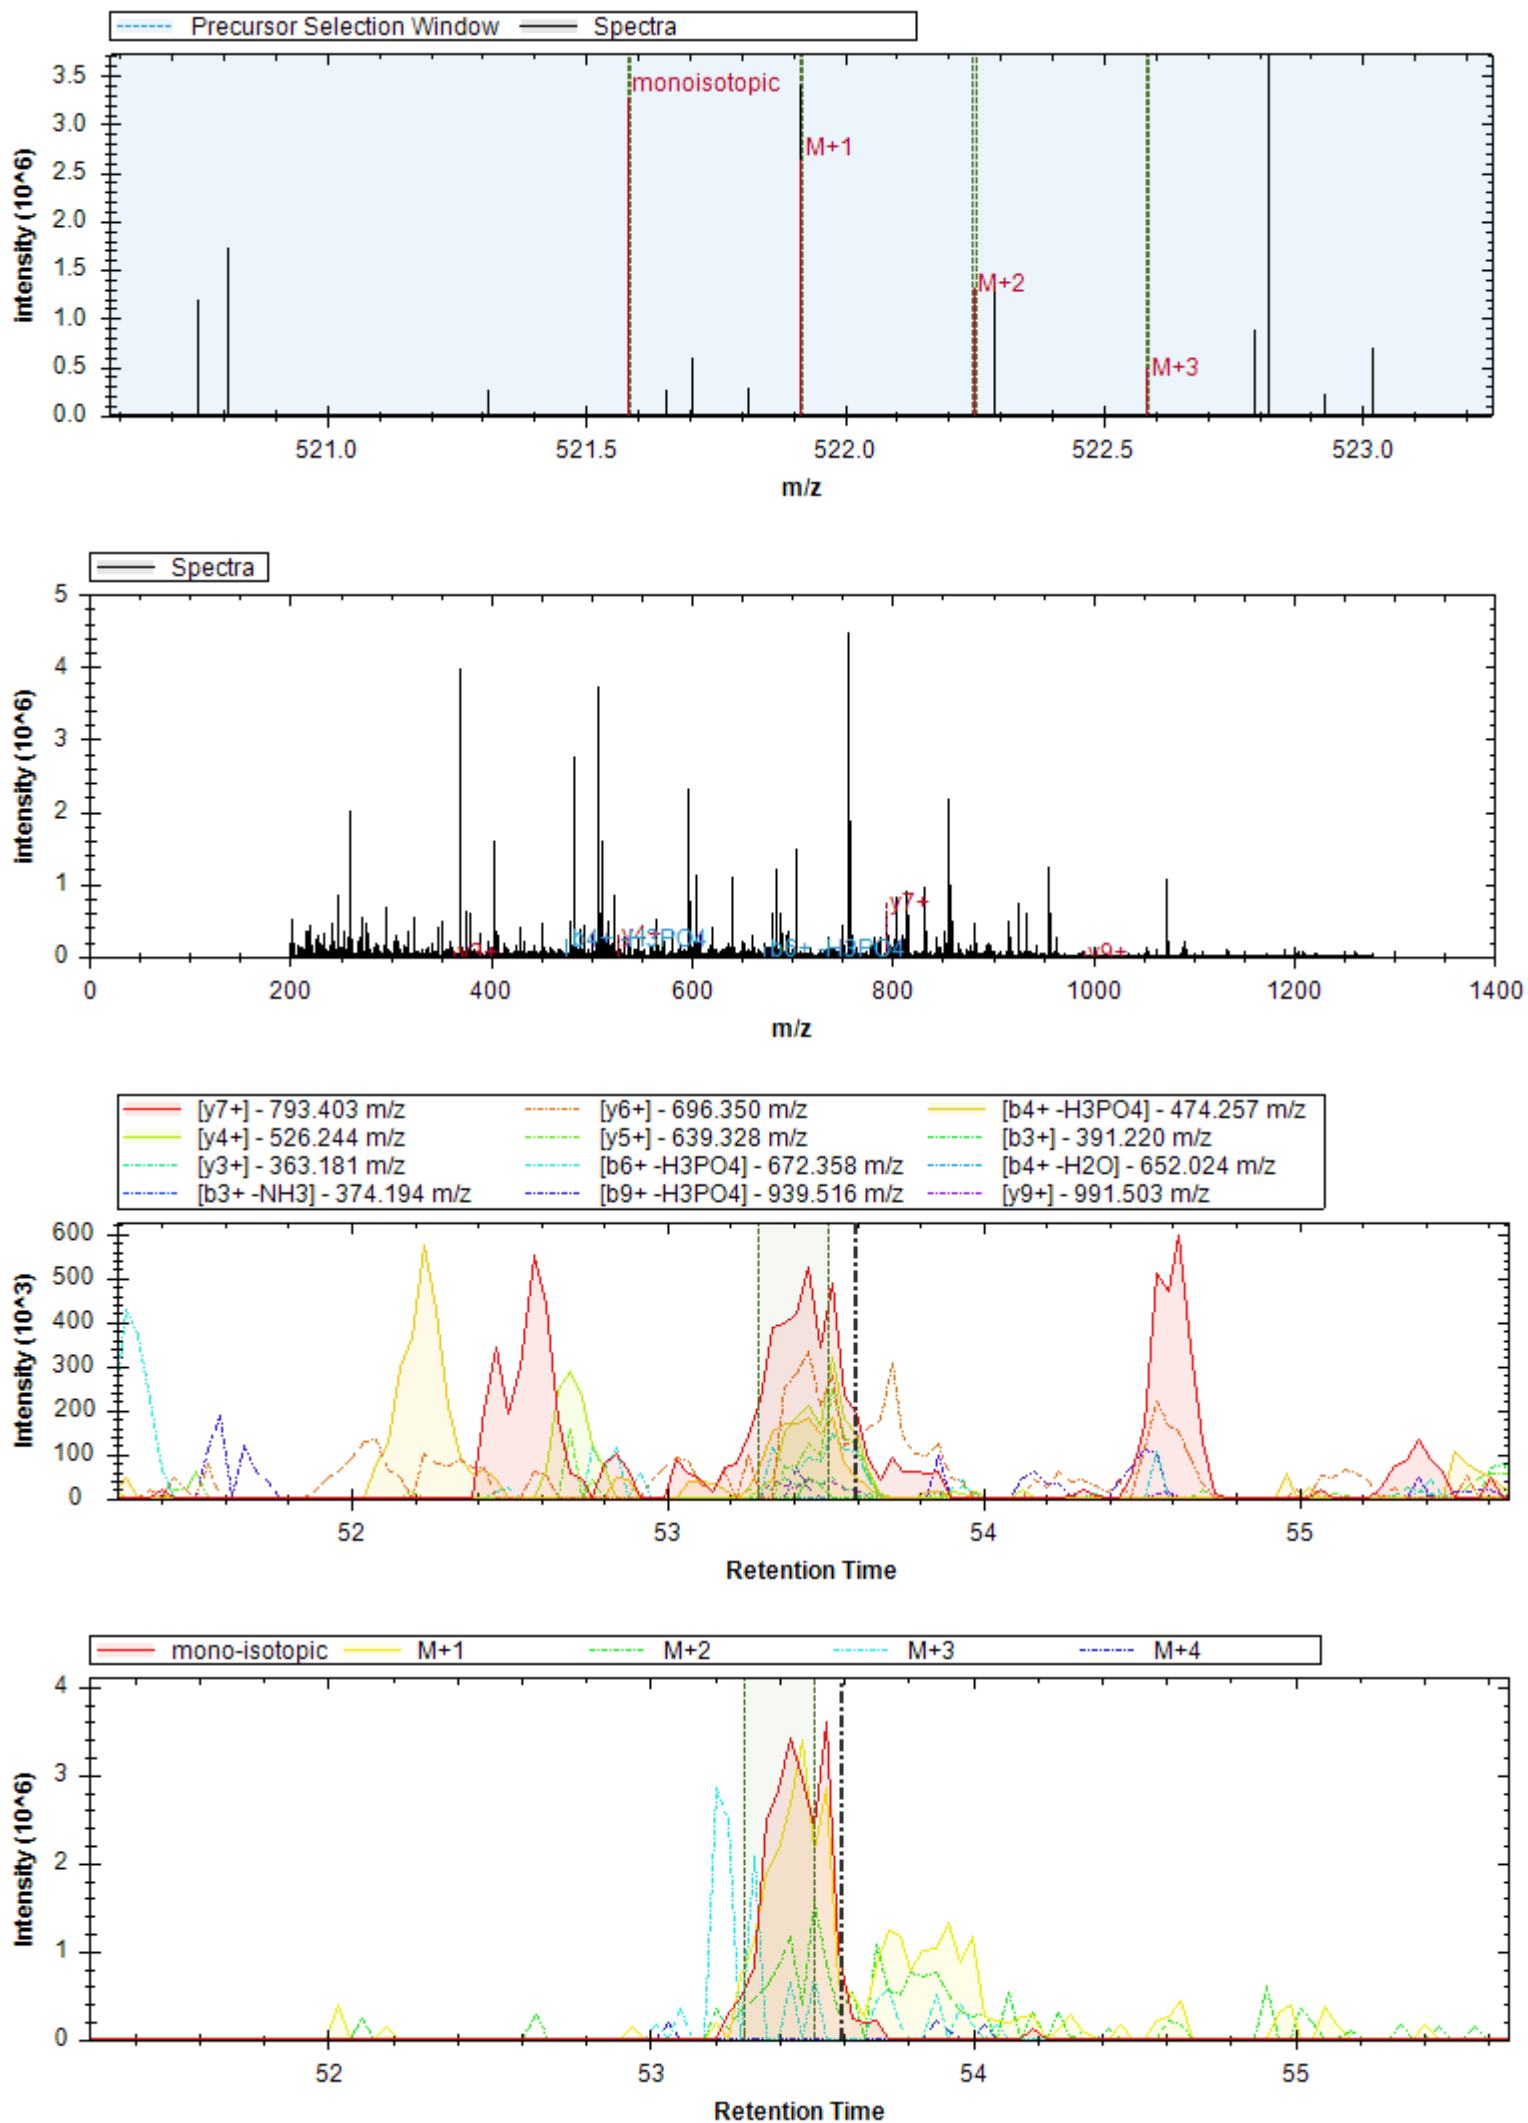 Precursor Selection Window Spectra
3.5
3.0
2.5
2.0
1.5
1.0
0.5
0.0
intensity (10^6)
monoisotopic
M+1
M+2
M+3
521.0 521.5 522.0 522.5 523.0
m/z
Spectra
5
4
3
2
1
0
intensity (10^6)
y3+ b4+ -H3PO4 y4+ b6+ -H3PO4 y7+ y9+
0 200 400 600 800 1000 1200 1400
m/z
[y7+] - 793.403 m/z [y6+] - 696.350 m/z [b4+ -H3PO4] - 474.257 m/z
[y4+] - 526.244 m/z [y5+] - 639.328 m/z [b3+] - 391.220 m/z
[y3+] - 363.181 m/z [b6+ -H3PO4] - 672.358 m/z [b4+ -H2O] - 652.024 m/z
[b3+ -NH3] - 374.194 m/z [b9+ -H3PO4] - 939.516 m/z [y9+] - 991.503 m/z
600
500
400
300
200
100
0
Intensity (10^3)
52 53 54 55
Retention Time
mono-isotopic M+1 M+2 M+3 M+4
4
3
2
1
0
Intensity (10^6)
52 53 54 55
Retention Time